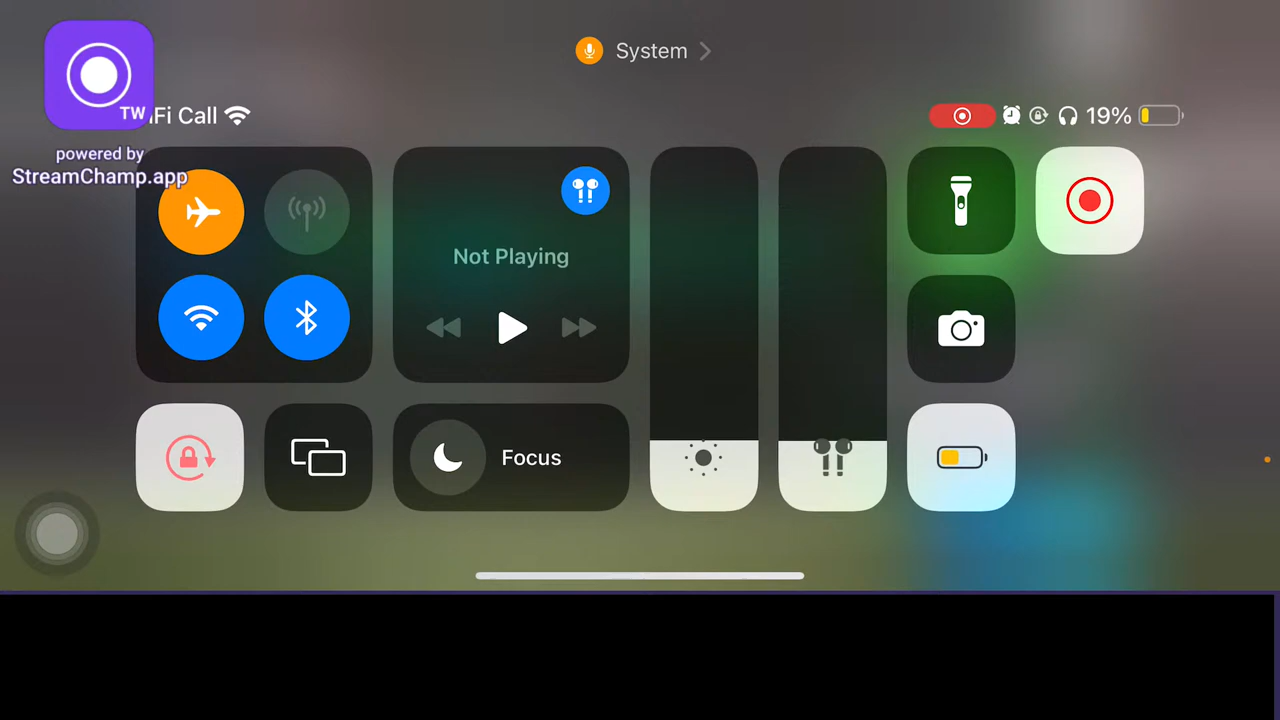 System
TW
iFi Call
19%
powered by
StreamChamp.app
Not Playing
Focus